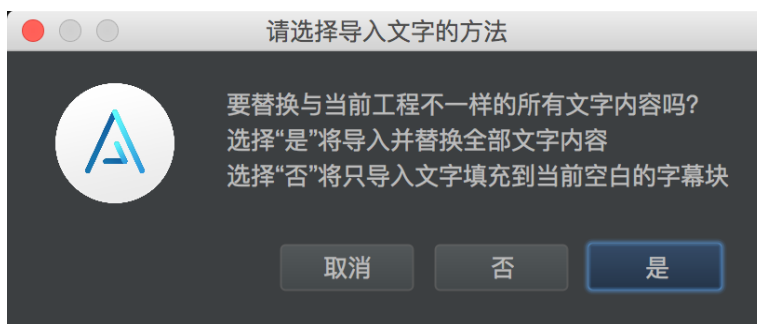 请选择导入文字的方法
要替换与当前工程不一样的所有文字内容吗?
选择“是”将导入并替换全部文字内容
选择“否”将只导入文字填充到当前空白的字幕块
取消
否
是